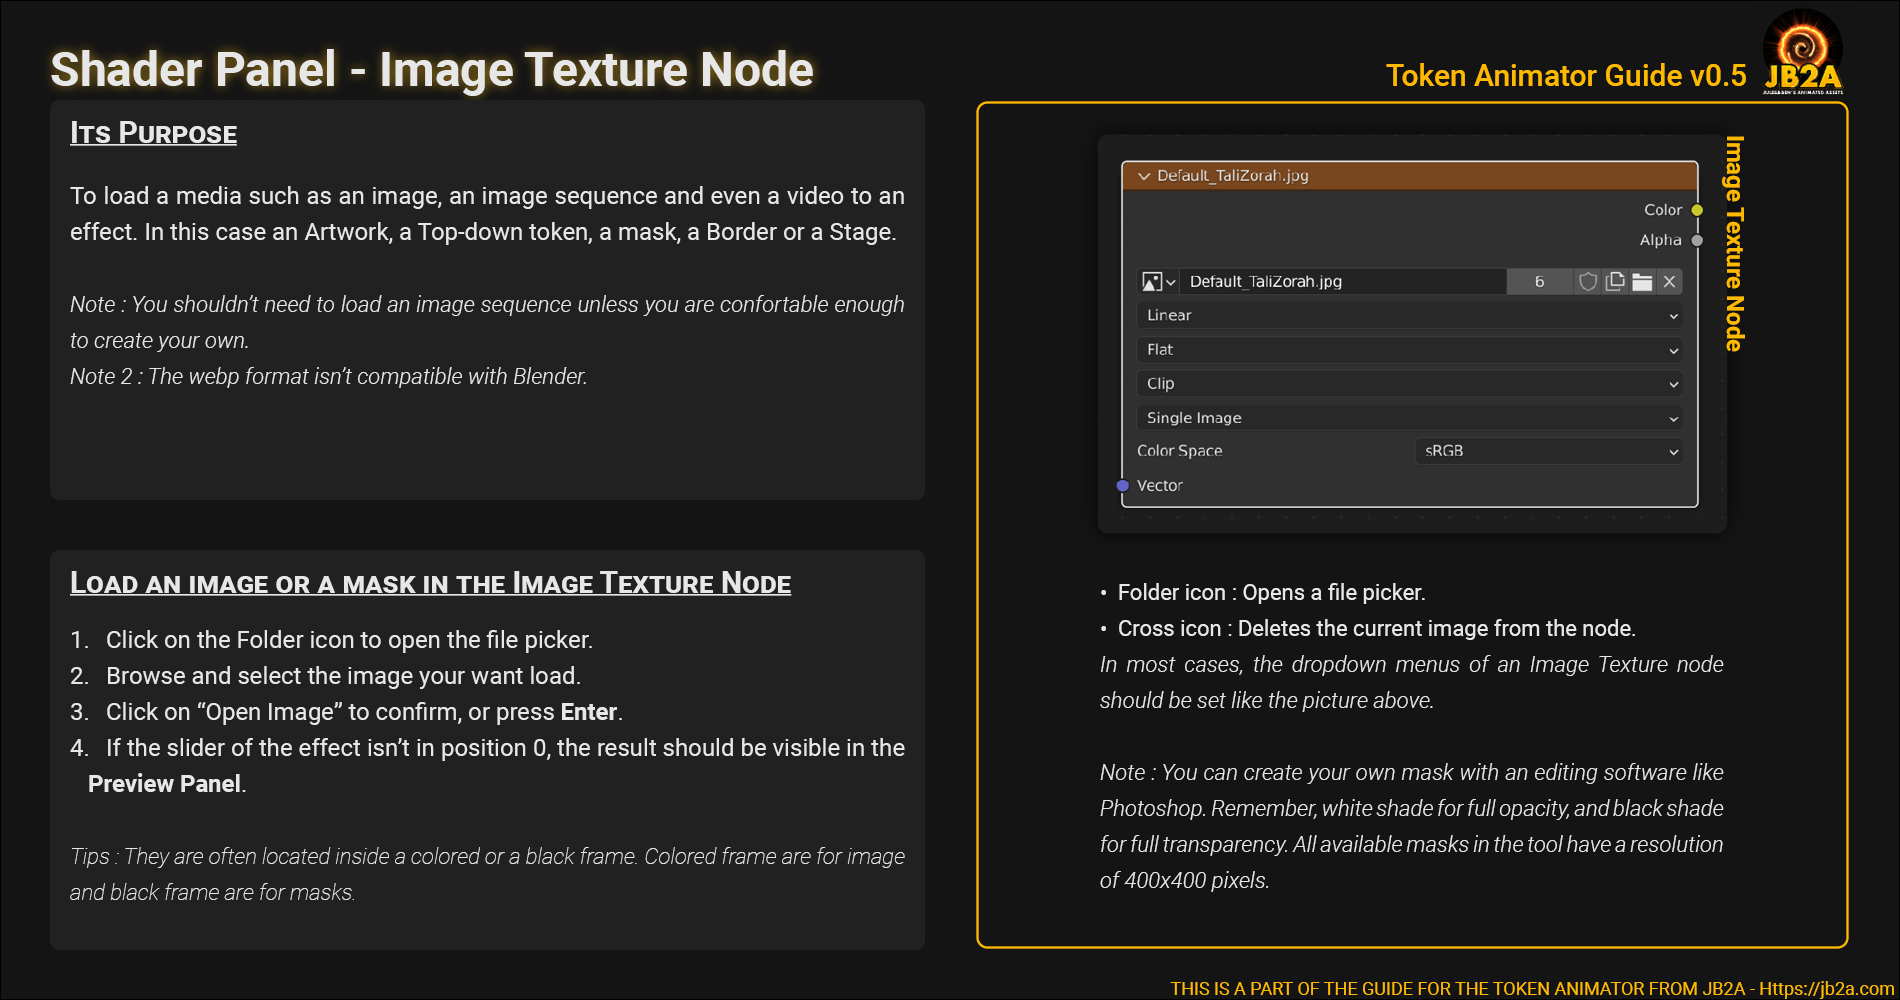 Shader Panel - Image Texture Node
Token Animator Guide v0.5
JB2A
JULES&BEN'S ANIMATED ASSETS
Its Purpose
To load a media such as an image, an image sequence and even a video to an
effect. In this case an Artwork, a Top-down token, a mask, a Border or a Stage.
Note : You shouldn’t need to load an image sequence unless you are confortable enough
to create your own.
Note 2 : The webp format isn’t compatible with Blender.
Load an image or a mask in the Image Texture Node
1. Click on the Folder icon to open the file picker.
2. Browse and select the image your want load.
3. Click on “Open Image” to confirm, or press Enter.
4. If the slider of the effect isn’t in position 0, the result should be visible in the
Preview Panel.
Tips : They are often located inside a colored or a black frame. Colored frame are for image
and black frame are for masks.
Default_TaliZorah.jpg
Color
Alpha
Default_TaliZorah.jpg 6
Linear
Flat
Clip
Single Image
Color Space sRGB
Vector
Image Texture Node
• Folder icon : Opens a file picker.
• Cross icon : Deletes the current image from the node.
In most cases, the dropdown menus of an Image Texture node
should be set like the picture above.
Note : You can create your own mask with an editing software like
Photoshop. Remember, white shade for full opacity, and black shade
for full transparency. All available masks in the tool have a resolution
of 400x400 pixels.
THIS IS A PART OF THE GUIDE FOR THE TOKEN ANIMATOR FROM JB2A - Https://jb2a.com